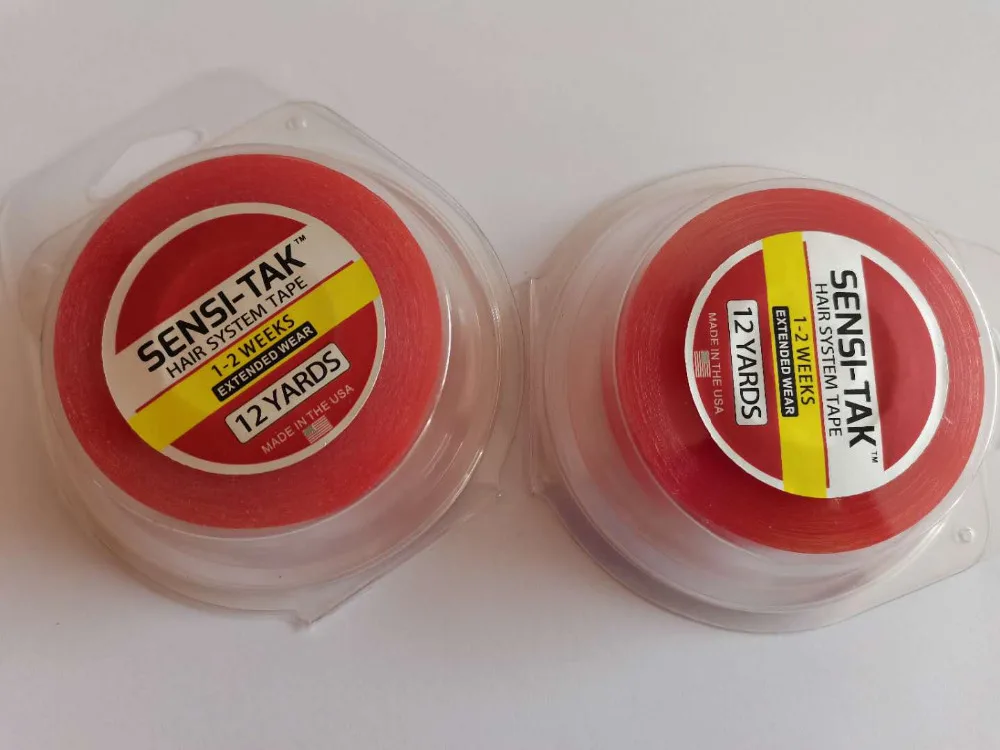 SENSI-TAK™
HAIR SYSTEM TAPE
1-2 WEEKS
EXTENDED WEAR
12 YARDS
MADE IN THE USA
SENSI-TAK™
HAIR SYSTEM TAPE
1-2 WEEKS
EXTENDED WEAR
12 YARDS
MADE IN THE USA